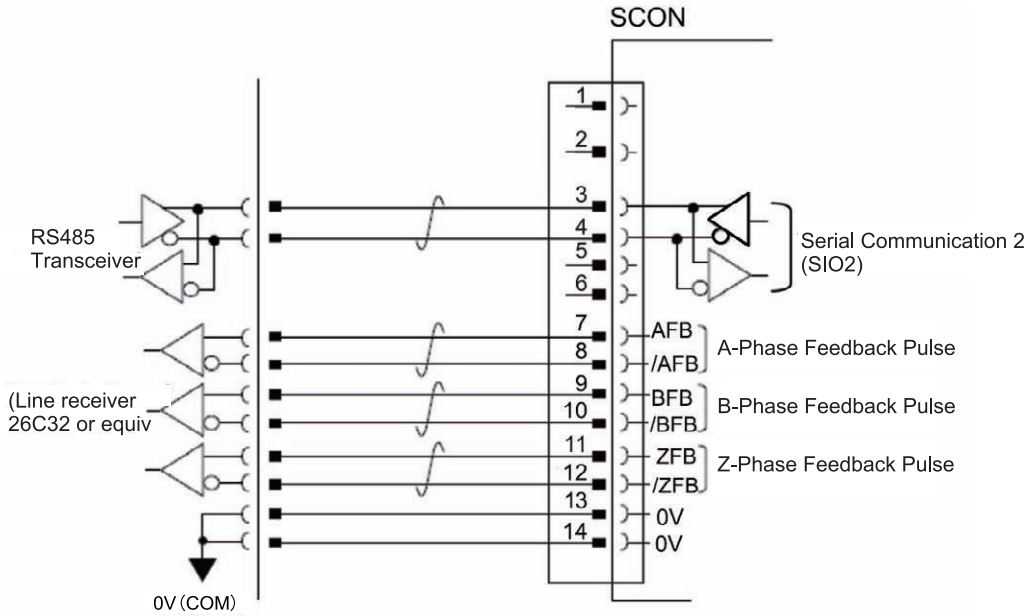 SCON
1
2
3
4
5
6
7
8
9
10
11
12
13
14
RS485
Transceiver
Serial Communication 2
(SIO2)
AFB
/AFB
A-Phase Feedback Pulse
(Line receiver
26C32 or equiv
BFB
/BFB
B-Phase Feedback Pulse
ZFB
/ZFB
Z-Phase Feedback Pulse
0V
0V
0V(COM)